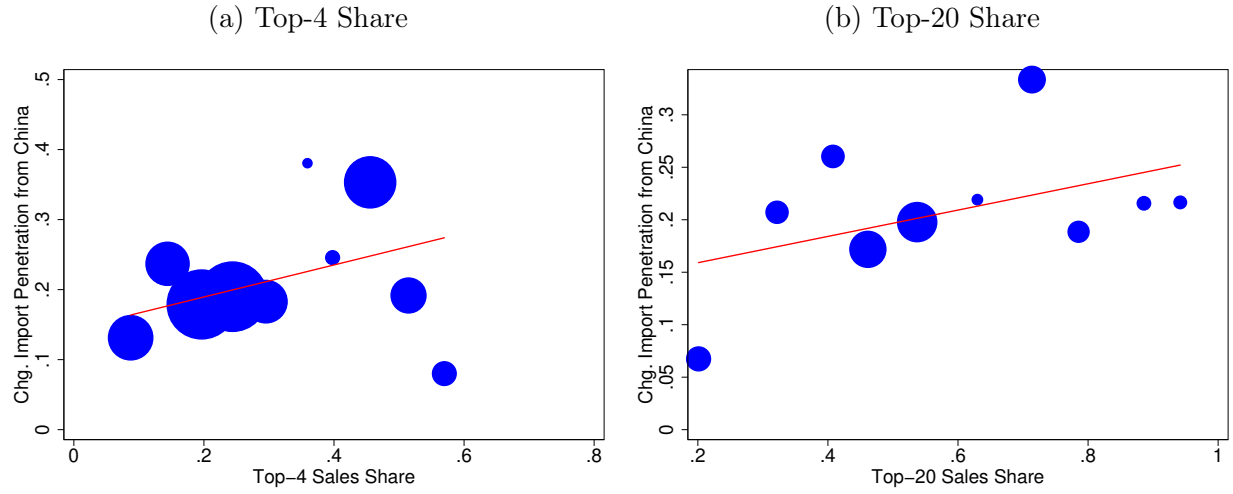 (a) Top-4 Share
Chg. Import Penetration from China
0
.1
.2
.3
.4
.5
0 .2 .4 .6 .8
Top−4 Sales Share
(b) Top-20 Share
Chg. Import Penetration from China
0
.05
.1
.15
.2
.25
.3
.2 .4 .6 .8 1
Top−20 Sales Share